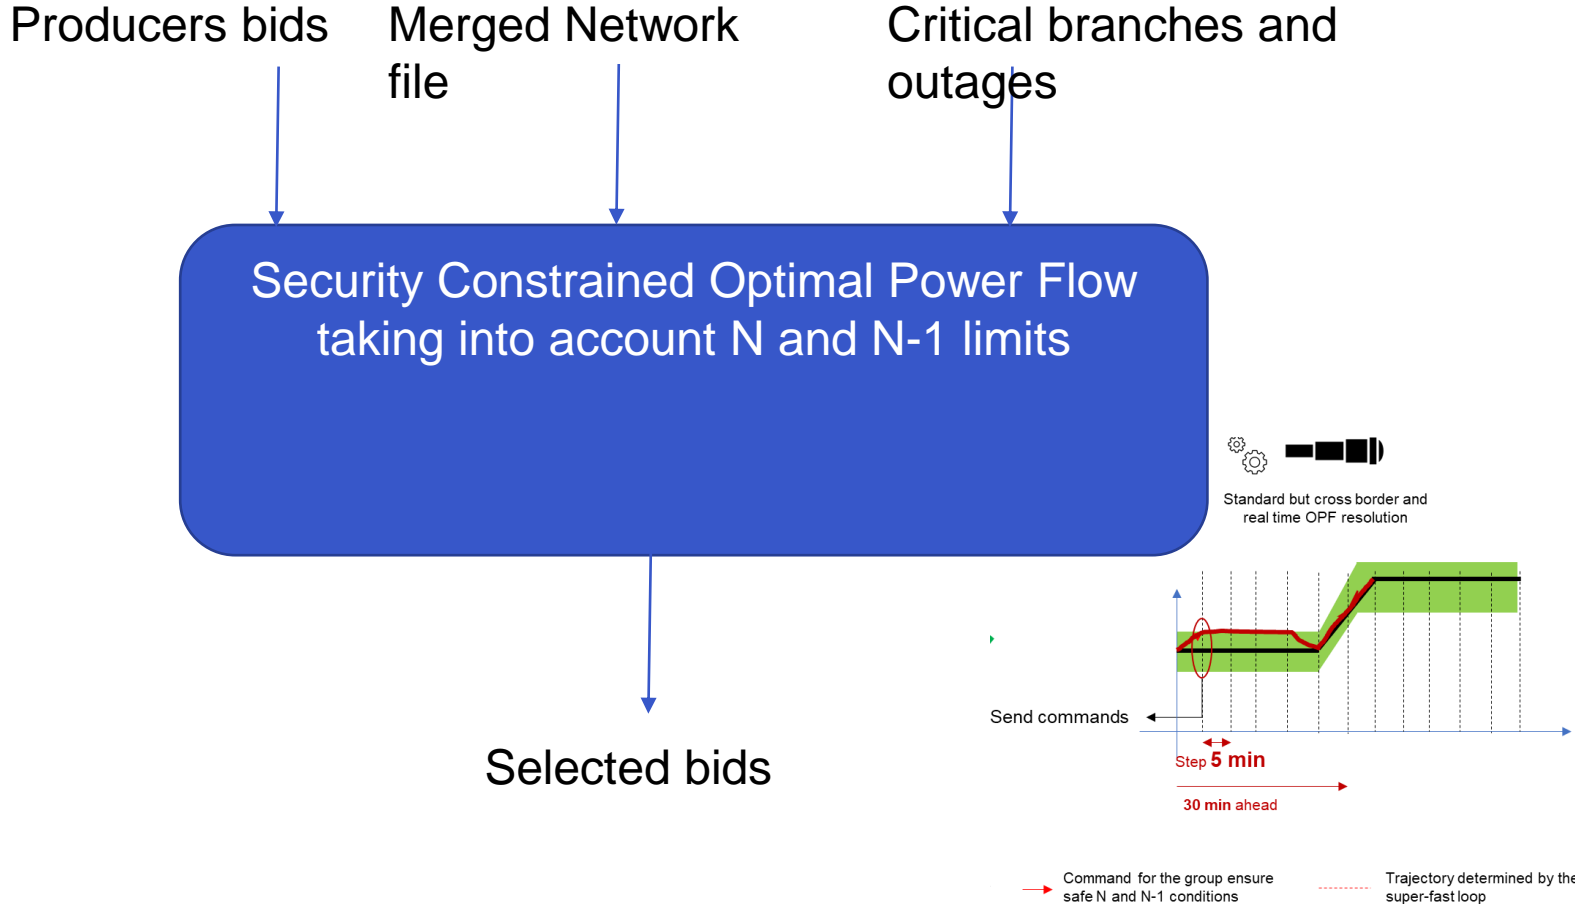 Producers bids
Merged Network
file
Critical branches and
outages
Security Constrained Optimal Power Flow
taking into account N and N-1 limits
Standard but cross border and
real time OPF resolution
Send commands
Step 5 min
30 min ahead
Selected bids
Command for the group ensure
safe N and N-1 conditions
Trajectory determined by the
super-fast loop